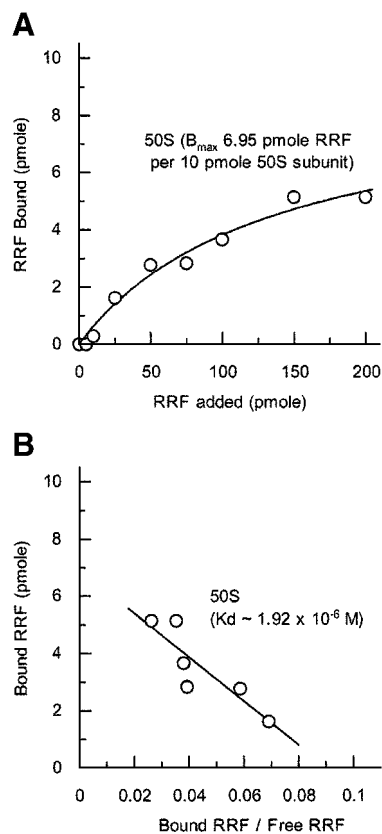 A
10
8
6
4
2
0
RRF Bound (pmole)
50S (Bmax 6.95 pmole RRF
per 10 pmole 50S subunit)
0 50 100 150 200
RRF added (pmole)
B
10
8
6
4
2
0
Bound RRF (pmole)
50S
(Kd ~ 1.92 x 10⁻⁶ M)
0 0.02 0.04 0.06 0.08 0.1
Bound RRF / Free RRF